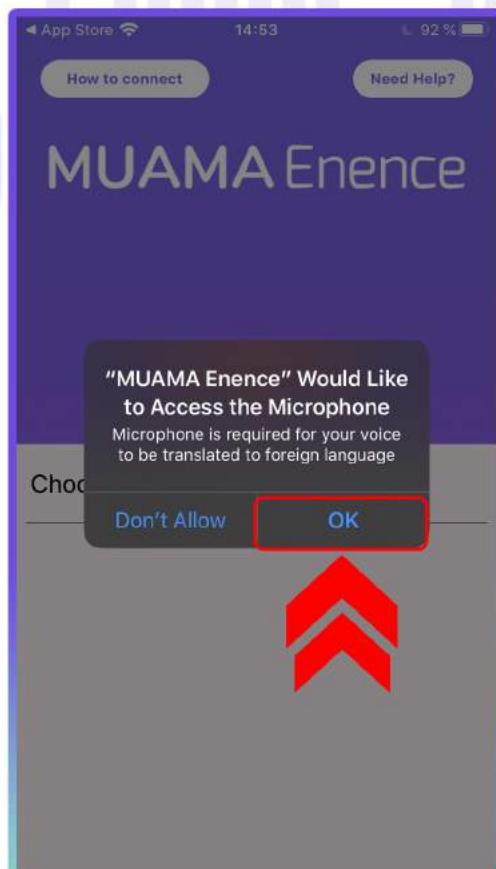 App Store 14:53 92 %
How to connect Need Help?
MUAMA Enence
“MUAMA Enence” Would Like
to Access the Microphone
Microphone is required for your voice
to be translated to foreign language
Choo
Don’t Allow OK